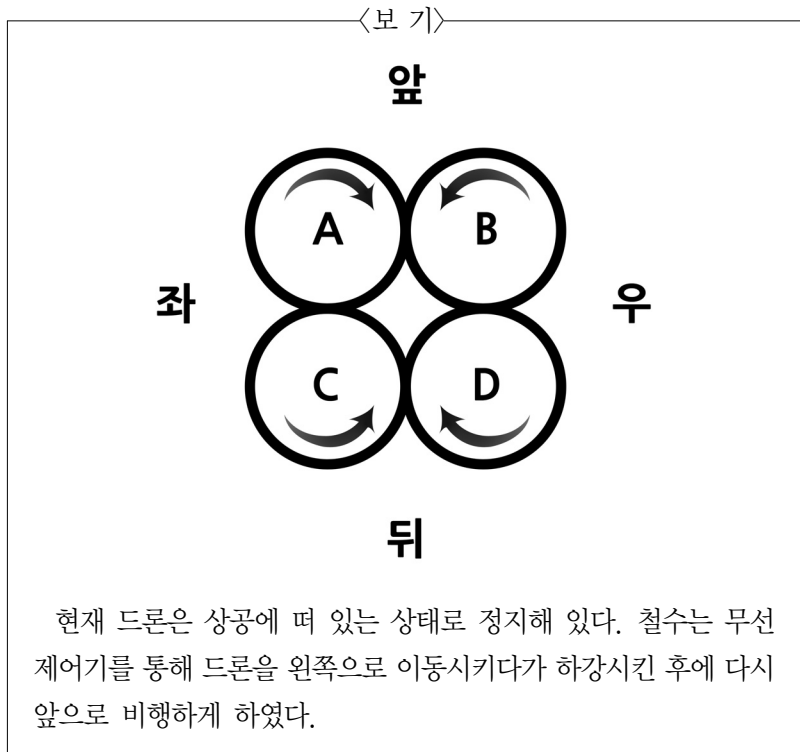 〈보 기〉
앞
A B
좌 우
C D
뒤
현재 드론은 상공에 떠 있는 상태로 정지해 있다. 철수는 무선
제어기를 통해 드론을 왼쪽으로 이동시키다가 하강시킨 후에 다시
앞으로 비행하게 하였다.